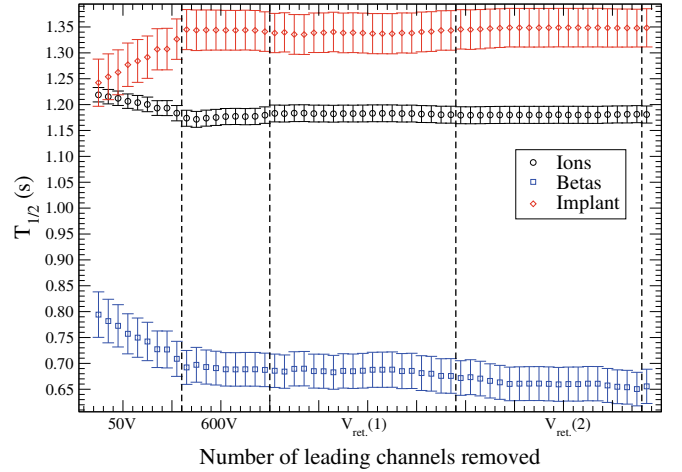 1.35
1.30
1.25
1.20
1.15
1.10
1.05
1.00
0.95
0.90
0.85
0.80
0.75
0.70
0.65
T1/2 (s)
Ions
Betas
Implant
50V 600V Vret.(1) Vret.(2)
Number of leading channels removed